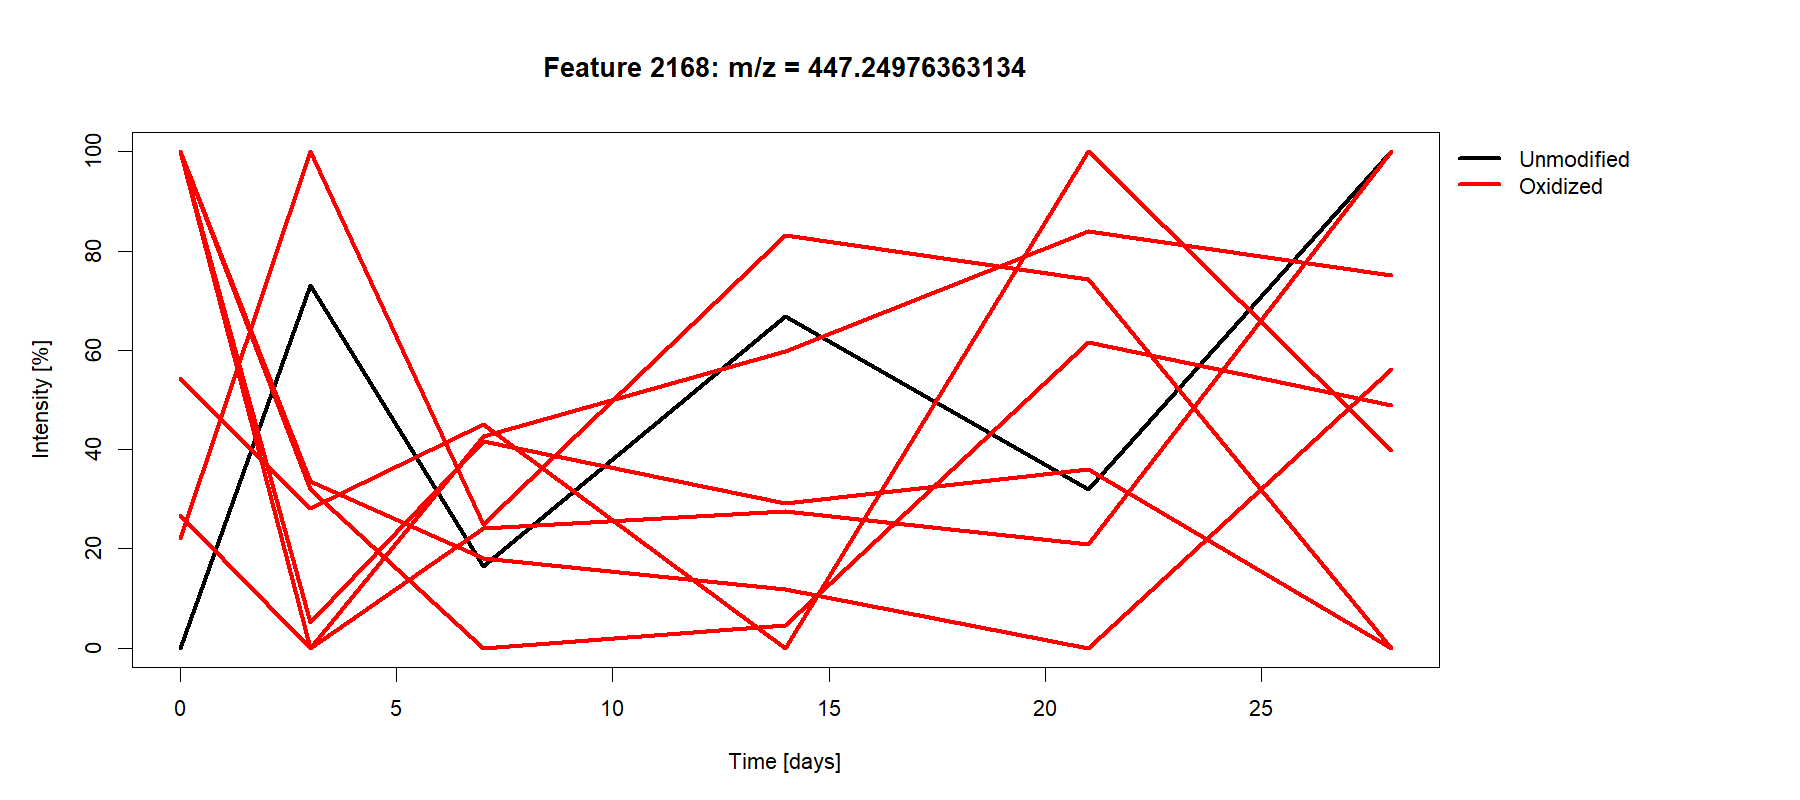 Feature 2168: m/z = 447.24976363134
100
80
60
40
20
0
Intensity [%]
0 5 10 15 20 25
Time [days]
Unmodified
Oxidized